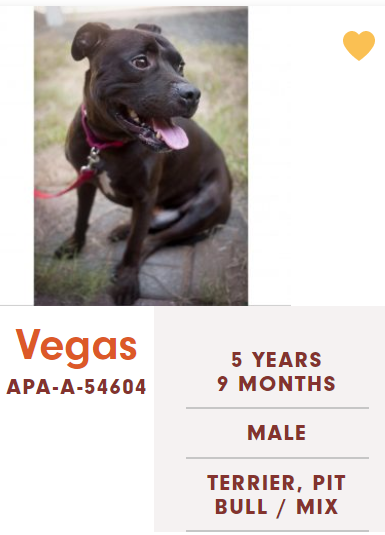 Vegas
APA-A-54604
5 YEARS
9 MONTHS
MALE
TERRIER, PIT
BULL / MIX